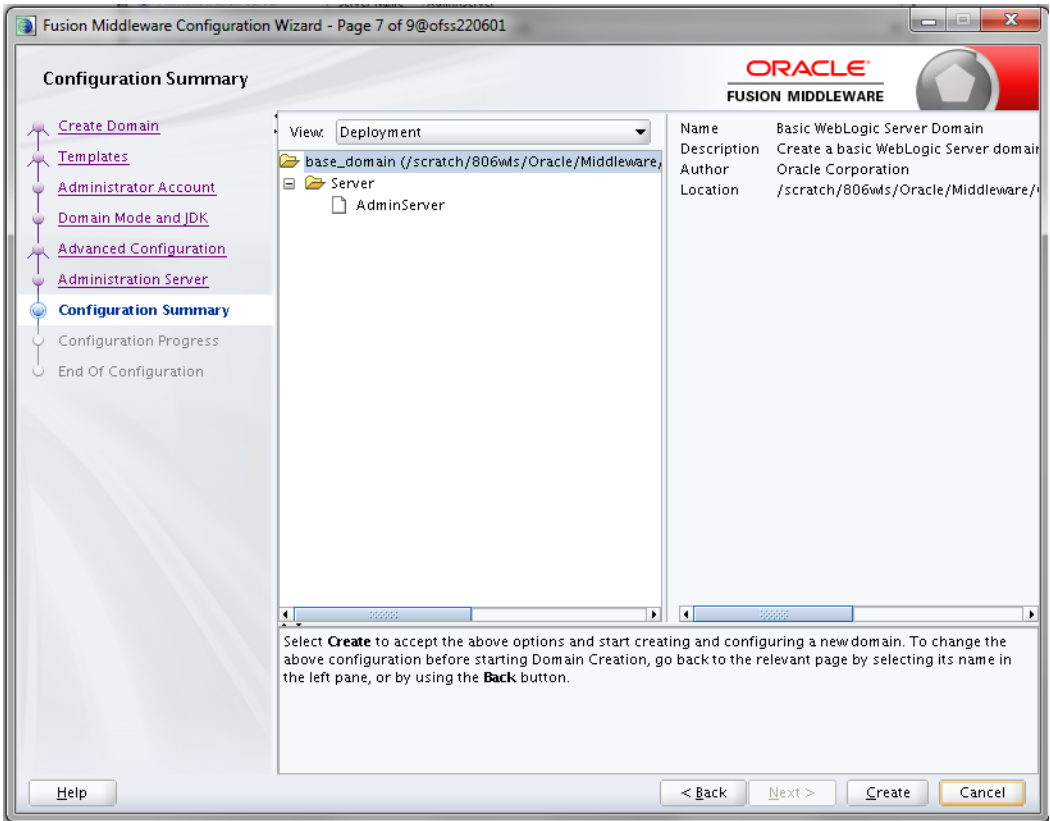 Fusion Middleware Configuration Wizard - Page 7 of 9@ofss220601
Configuration Summary
ORACLE
FUSION MIDDLEWARE
Create Domain
Templates
Administrator Account
Domain Mode and JDK
Advanced Configuration
Administration Server
Configuration Summary
Configuration Progress
End Of Configuration
View: Deployment
base_domain (/scratch/806wls/Oracle/Middleware/
Server
AdminServer
Name Basic WebLogic Server Domain
Description Create a basic WebLogic Server domain
Author Oracle Corporation
Location /scratch/806wls/Oracle/Middleware/
Select Create to accept the above options and start creating and configuring a new domain. To change the
above configuration before starting Domain Creation, go back to the relevant page by selecting its name in
the left pane, or by using the Back button.
Help
< Back
Next >
Create
Cancel